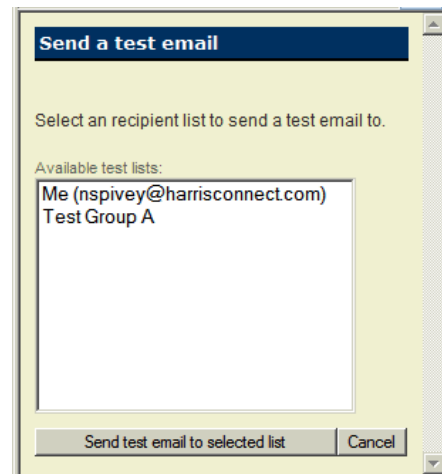 Send a test email
Select an recipient list to send a test email to.
Available test lists:
Me (nspivey@harrisconnect.com)
Test Group A
Send test email to selected list Cancel